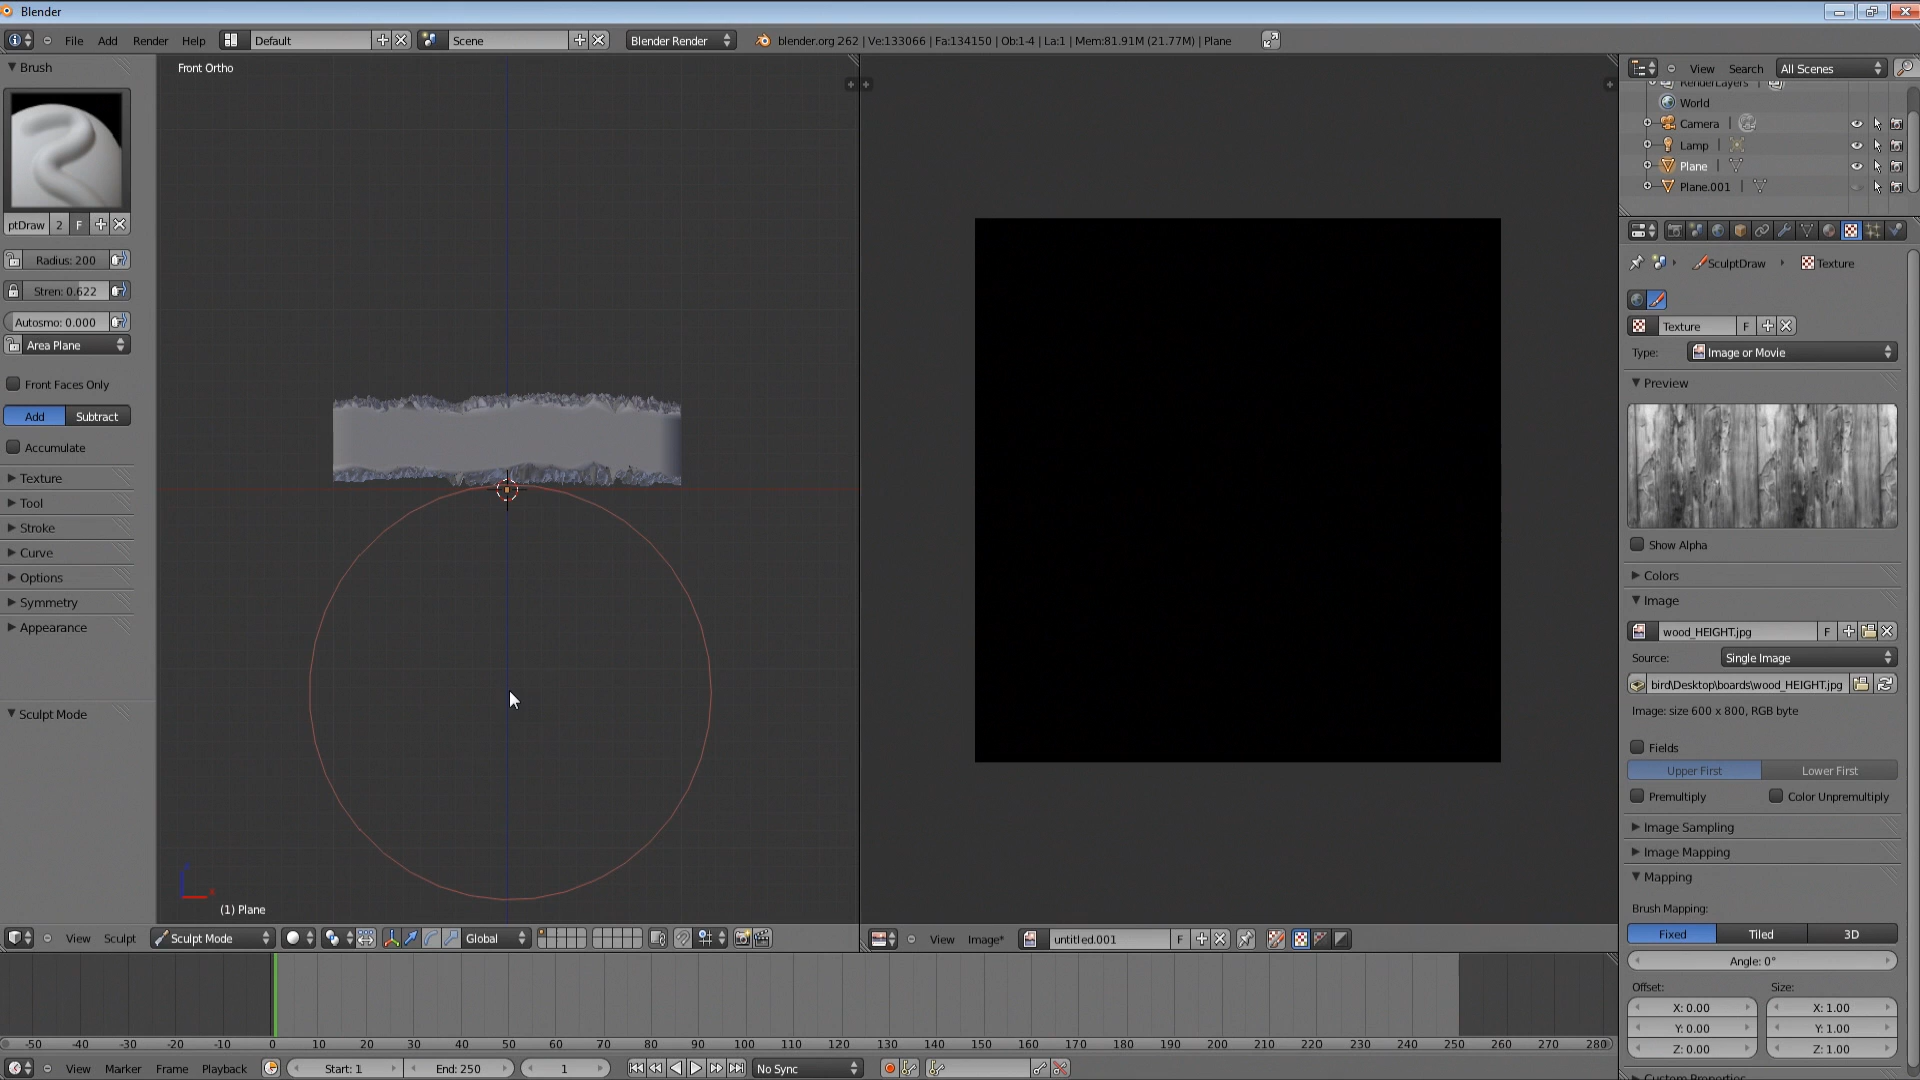 Blender
File Add Render Help Default Scene Blender Render blender.org 262 | Ve:133066 | Fa:134150 | Ob:1-4 | La:1 | Mem:81.91M (21.77M) | Plane
Brush
ptDraw 2 F
Radius: 200
Stren: 0.622
Autosmo: 0.000
Area Plane
Front Faces Only
Add Subtract
Accumulate
Texture
Tool
Stroke
Curve
Options
Symmetry
Appearance
Sculpt Mode
Front Ortho
(1) Plane
View Sculpt Sculpt Mode Global
View Image* untitled.001 F
View Search All Scenes
RenderLayers
World
Camera
Lamp
Plane
Plane.001
SculptDraw Texture
Texture F
Type: Image or Movie
Preview
Show Alpha
Colors
Image
wood_HEIGHT.jpg F
Source: Single Image
bird\Desktop\boards\wood_HEIGHT.jpg
Image: size 600 x 800, RGB byte
Fields
Upper First Lower First
Premultiply Color Unpremultiply
Image Sampling
Image Mapping
Mapping
Brush Mapping:
Fixed Tiled 3D
Angle: 0°
Offset: Size:
X: 0.00 X: 1.00
Y: 0.00 Y: 1.00
Z: 0.00 Z: 1.00
Custom Properties
-50 -40 -30 -20 -10 0 10 20 30 40 50 60 70 80 90 100 110 120 130 140 150 160 170 180 190 200 210 220 230 240 250 260 270 280
View Marker Frame Playback Start: 1 End: 250 1 No Sync